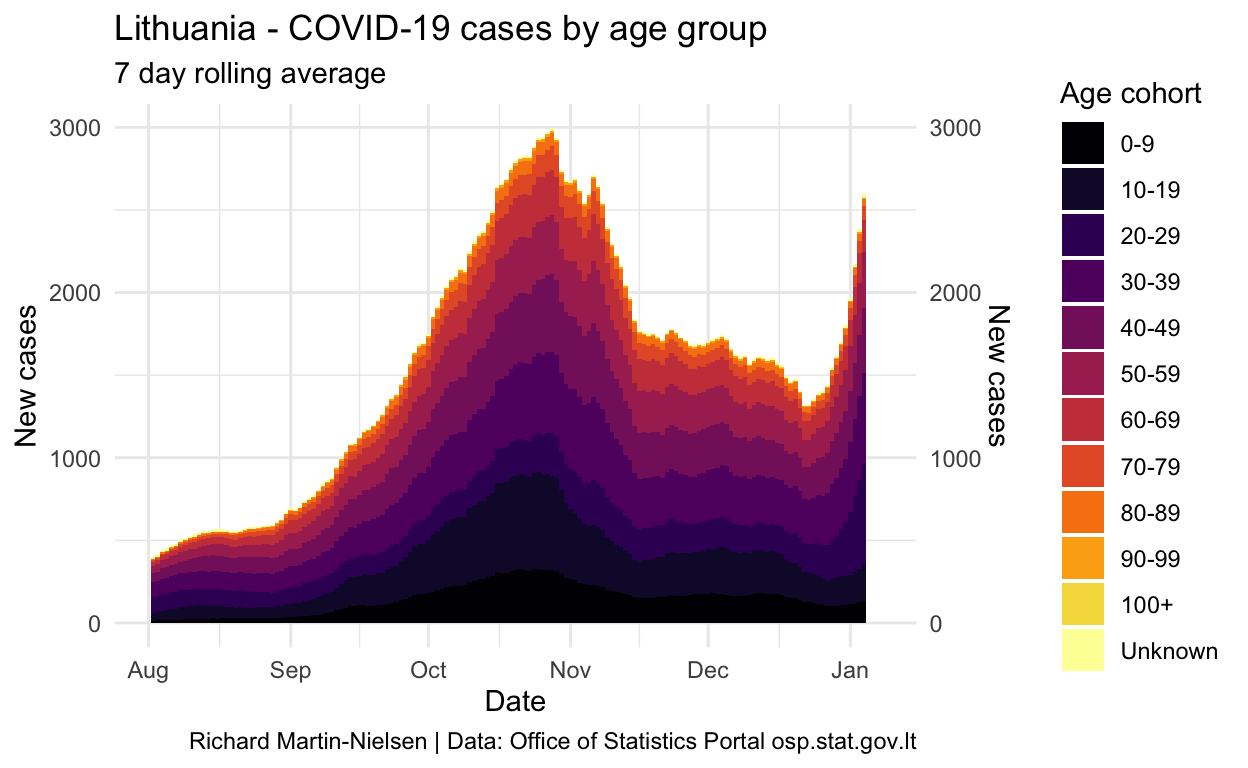 Lithuania - COVID-19 cases by age group
7 day rolling average
New cases
3000
2000
1000
0
3000
2000
1000
0
New cases
Aug
Sep
Oct
Nov
Dec
Jan
Date
Age cohort
0-9
10-19
20-29
30-39
40-49
50-59
60-69
70-79
80-89
90-99
100+
Unknown
Richard Martin-Nielsen | Data: Office of Statistics Portal osp.stat.gov.lt